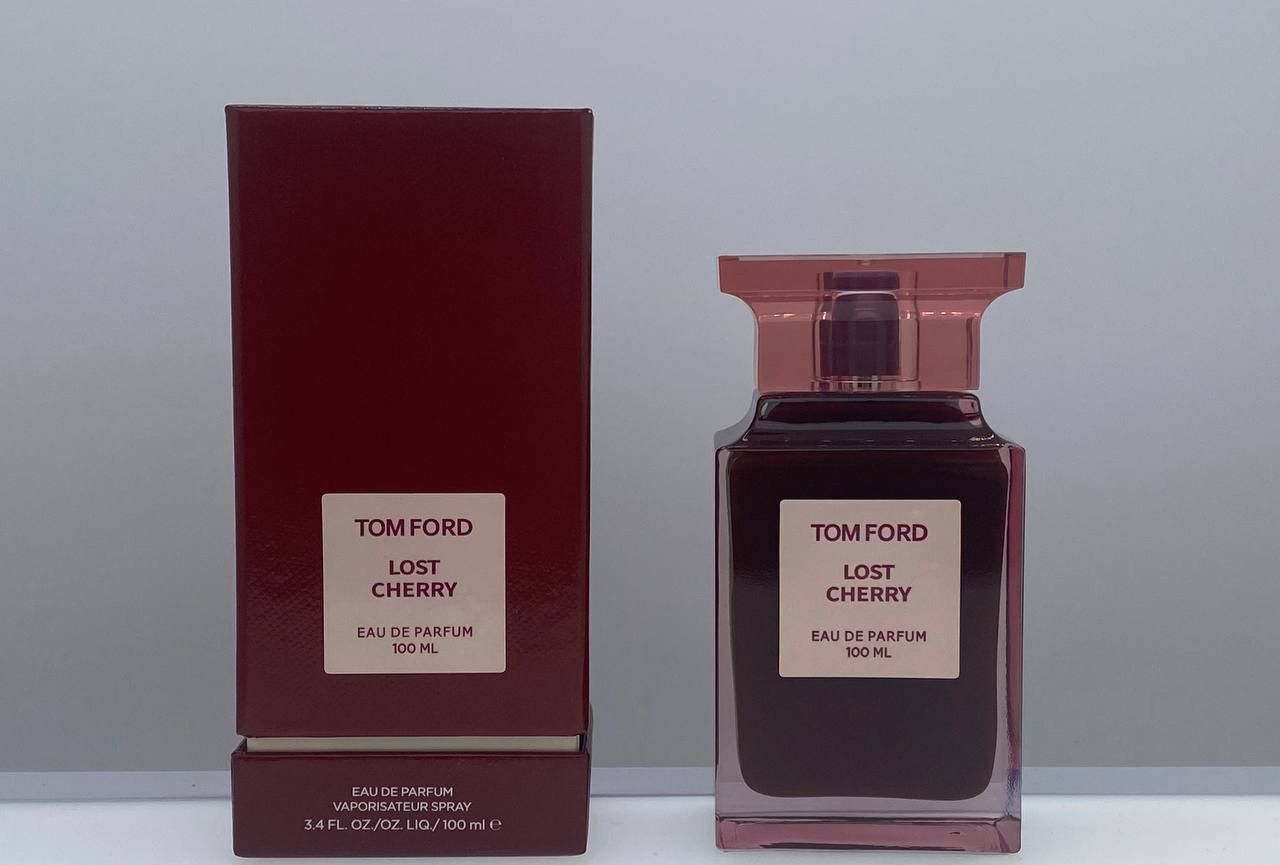 TOM FORD
LOST
CHERRY
EAU DE PARFUM
100 ML
EAU DE PARFUM
VAPORISATEUR SPRAY
3.4 FL. OZ./OZ. LIQ./ 100 ml ℮
TOM FORD
LOST
CHERRY
EAU DE PARFUM
100 ML